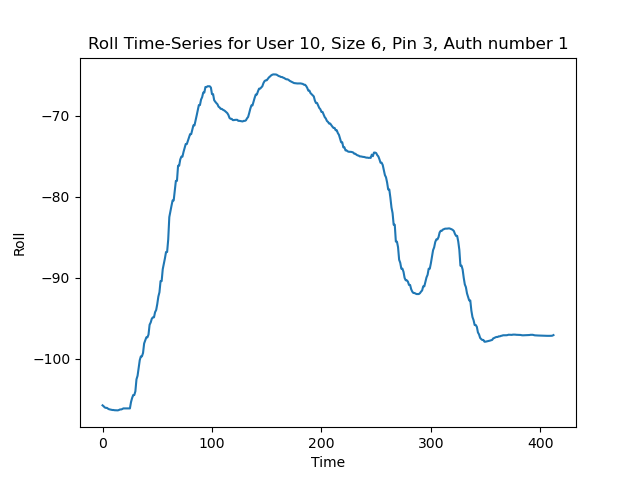 Roll Time-Series for User 10, Size 6, Pin 3, Auth number 1
−70
−80
−90
−100
Roll
0 100 200 300 400
Time